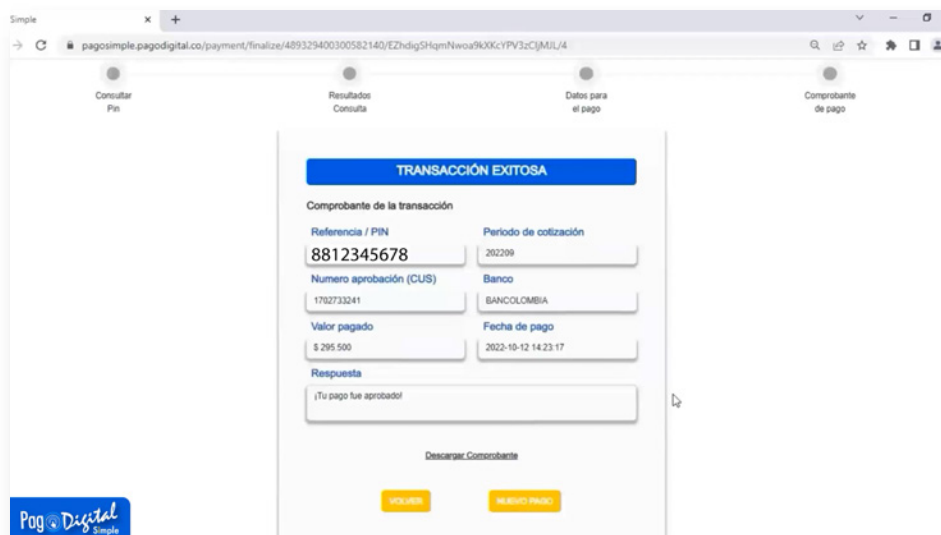 Simple
pagosimple.pagodigital.co/payment/finalize/489329400300582140/EZhdigSHqmNwoa9kXKcYPV3zCljMJL/4
Consultar
Pin
Resultados
Consulta
Datos para
el pago
Comprobante
de pago
TRANSACCIÓN EXITOSA
Comprobante de la transacción
Referencia / PIN
Periodo de cotización
8812345678
202209
Numero aprobación (CUS)
Banco
1702733241
BANCOLOMBIA
Valor pagado
Fecha de pago
$ 295.500
2022-10-12 14:23:17
Respuesta
¡Tu pago fue aprobado!
Descargar Comprobante
VOLVER
NUEVO PAGO
Pago Digital
Simple